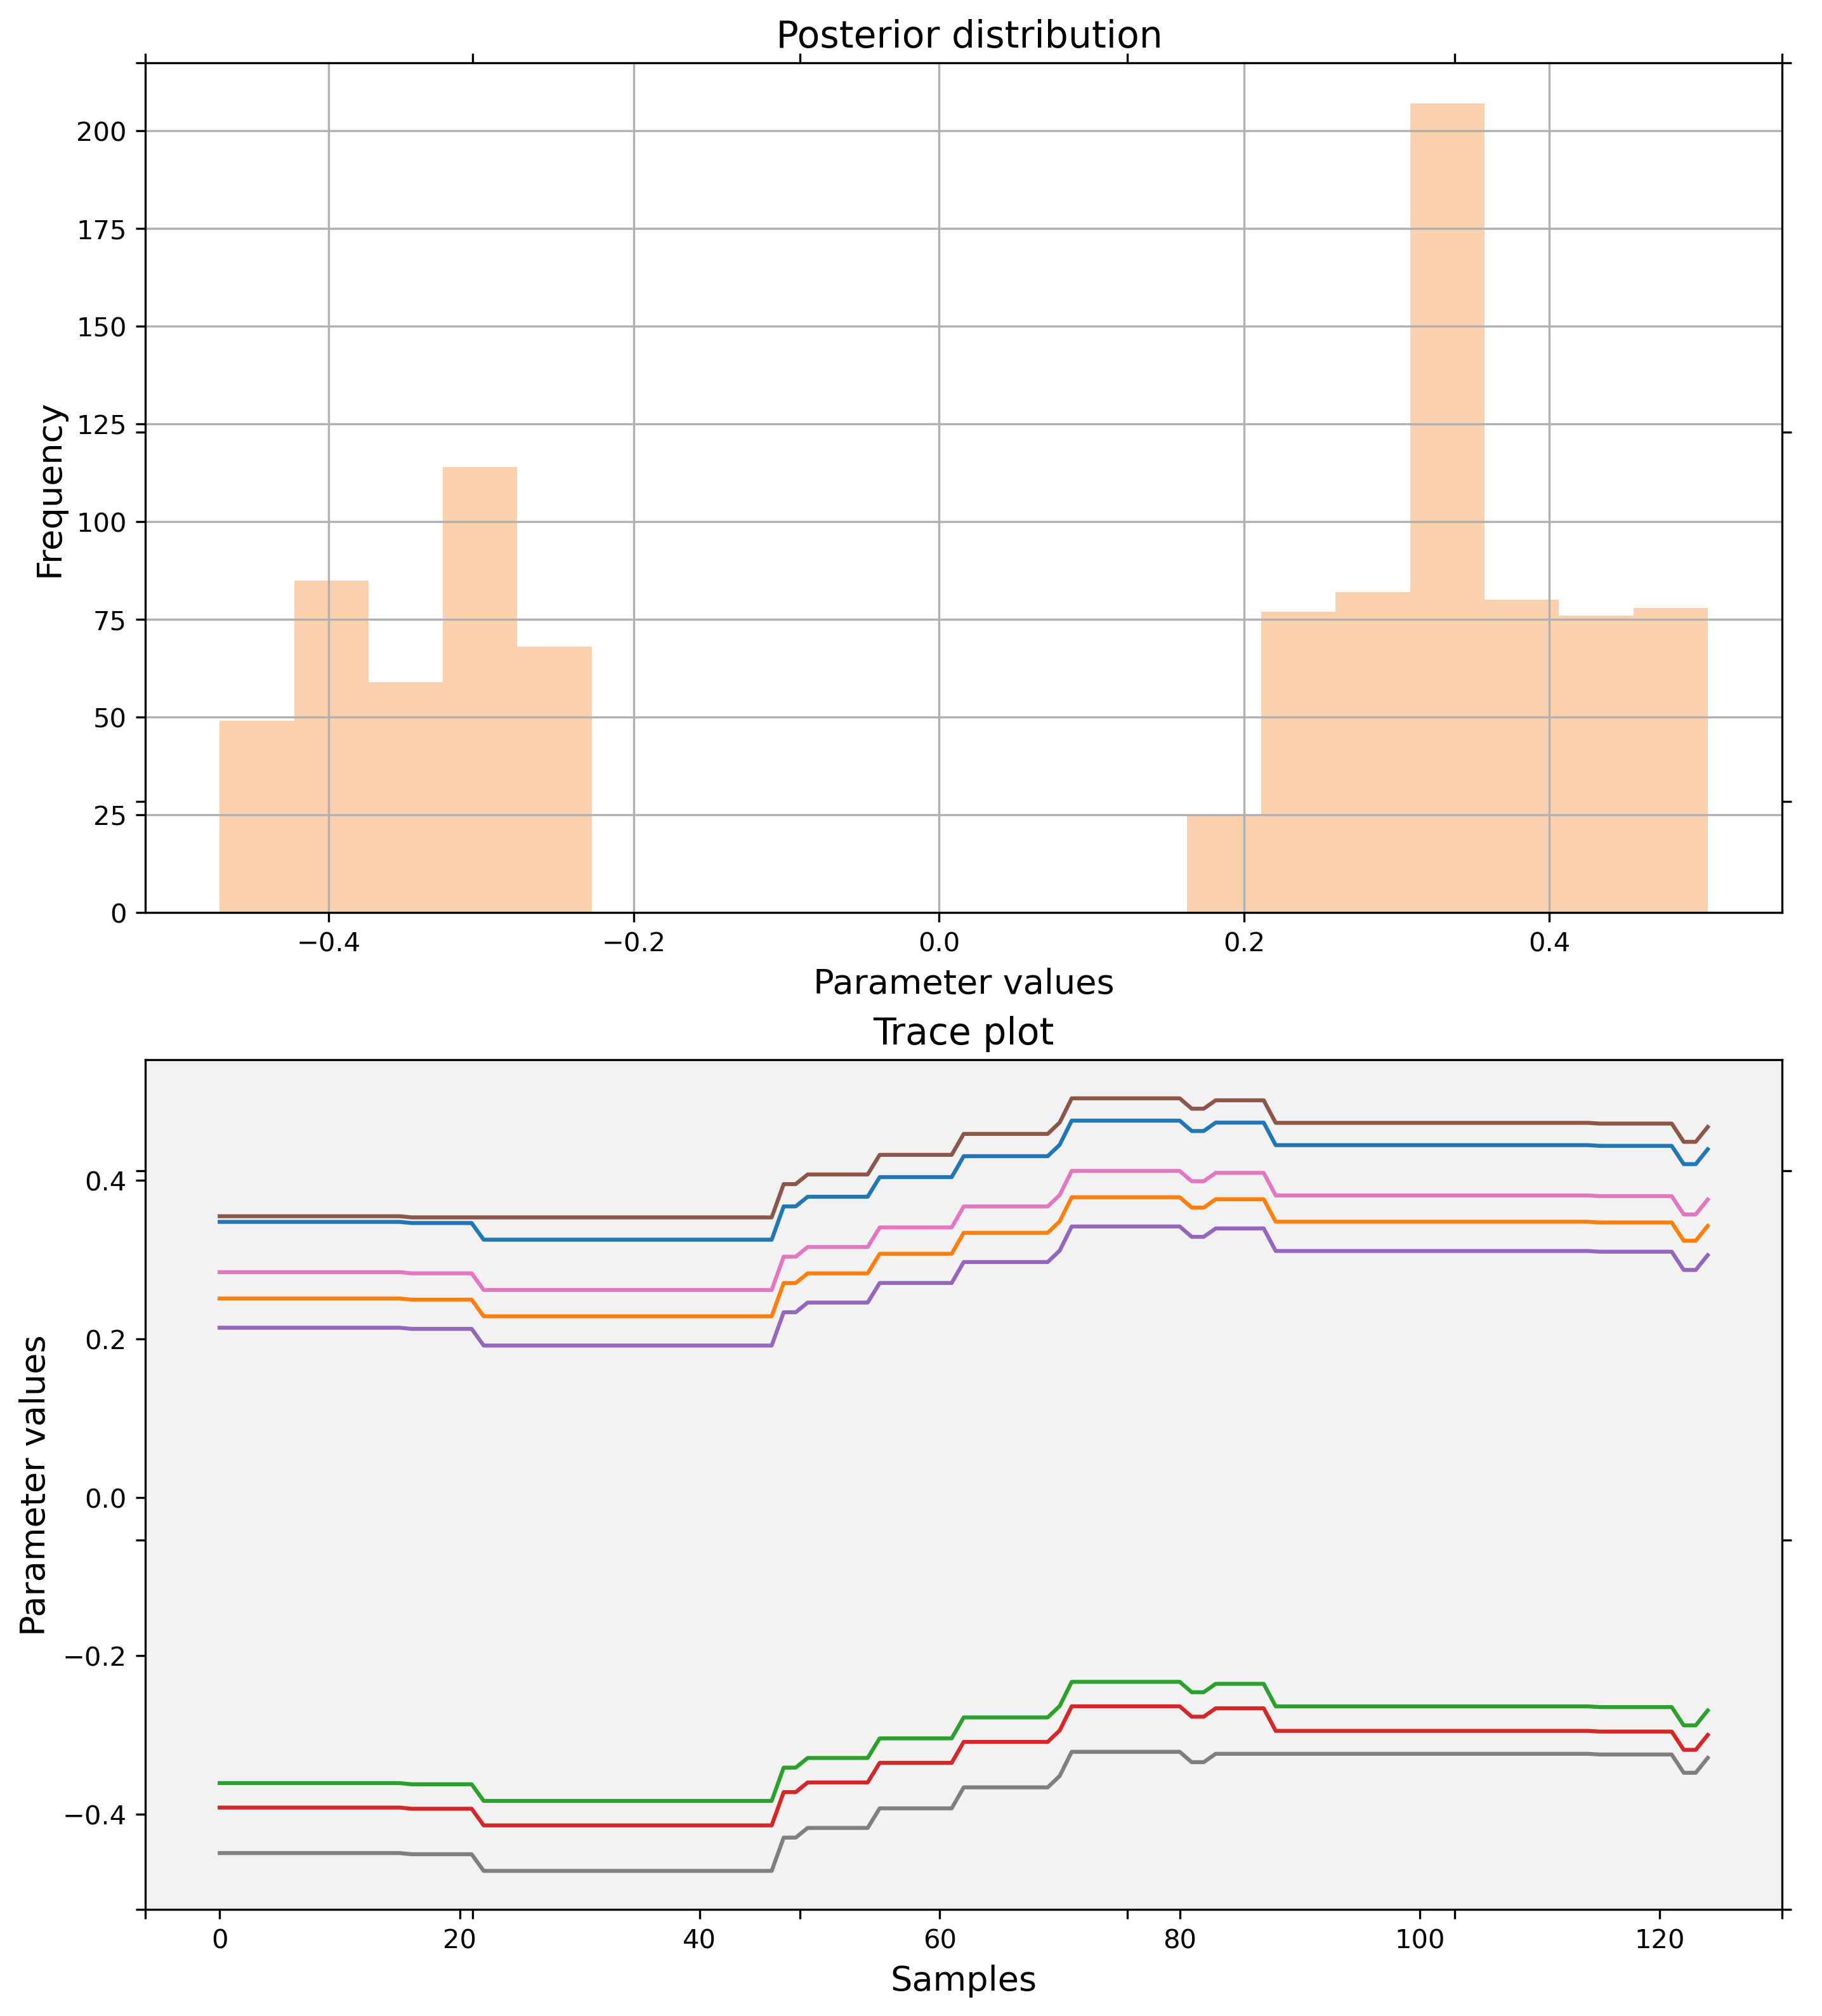 Posterior distribution
200
175
150
125
100
75
50
25
0
Frequency
−0.4 −0.2 0.0 0.2 0.4
Parameter values
Trace plot
0.4
0.2
0.0
−0.2
−0.4
Parameter values
0 20 40 60 80 100 120
Samples